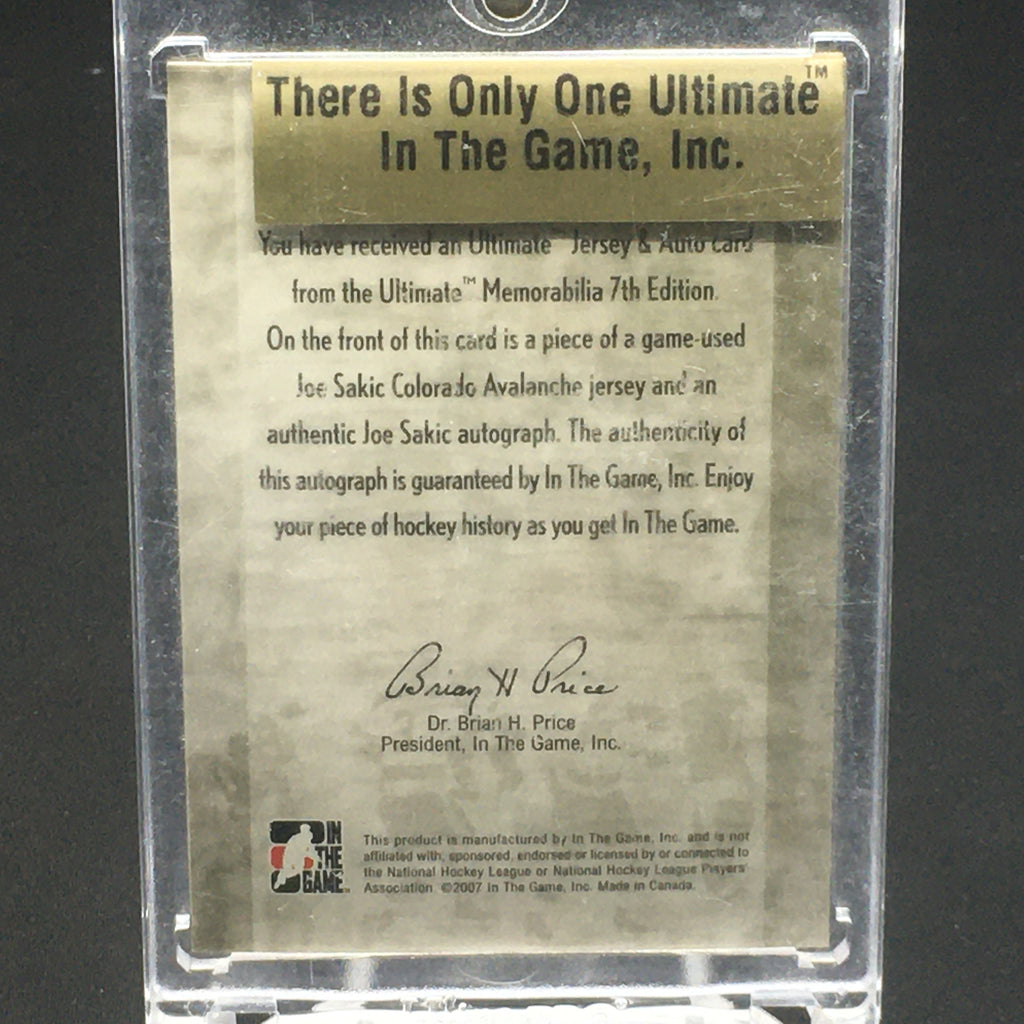 There Is Only One Ultimate™
In The Game, Inc.
You have received an Ultimate™ Jersey & Auto Card
from the Ultimate™ Memorabilia 7th Edition.
On the front of this card is a piece of a game-used
Joe Sakic Colorado Avalanche jersey and an
authentic Joe Sakic autograph. The authenticity of
this autograph is guaranteed by In The Game, Inc. Enjoy
your piece of hockey history as you get In The Game.
Brian H Price
Dr. Brian H. Price
President, In The Game, Inc.
IN
THE
GAME™
This product is manufactured by In The Game, Inc. and is not
affiliated with, sponsored, endorsed or licensed by or connected to
the National Hockey League or National Hockey League Players'
Association. ©2007 In The Game, Inc. Made in Canada.